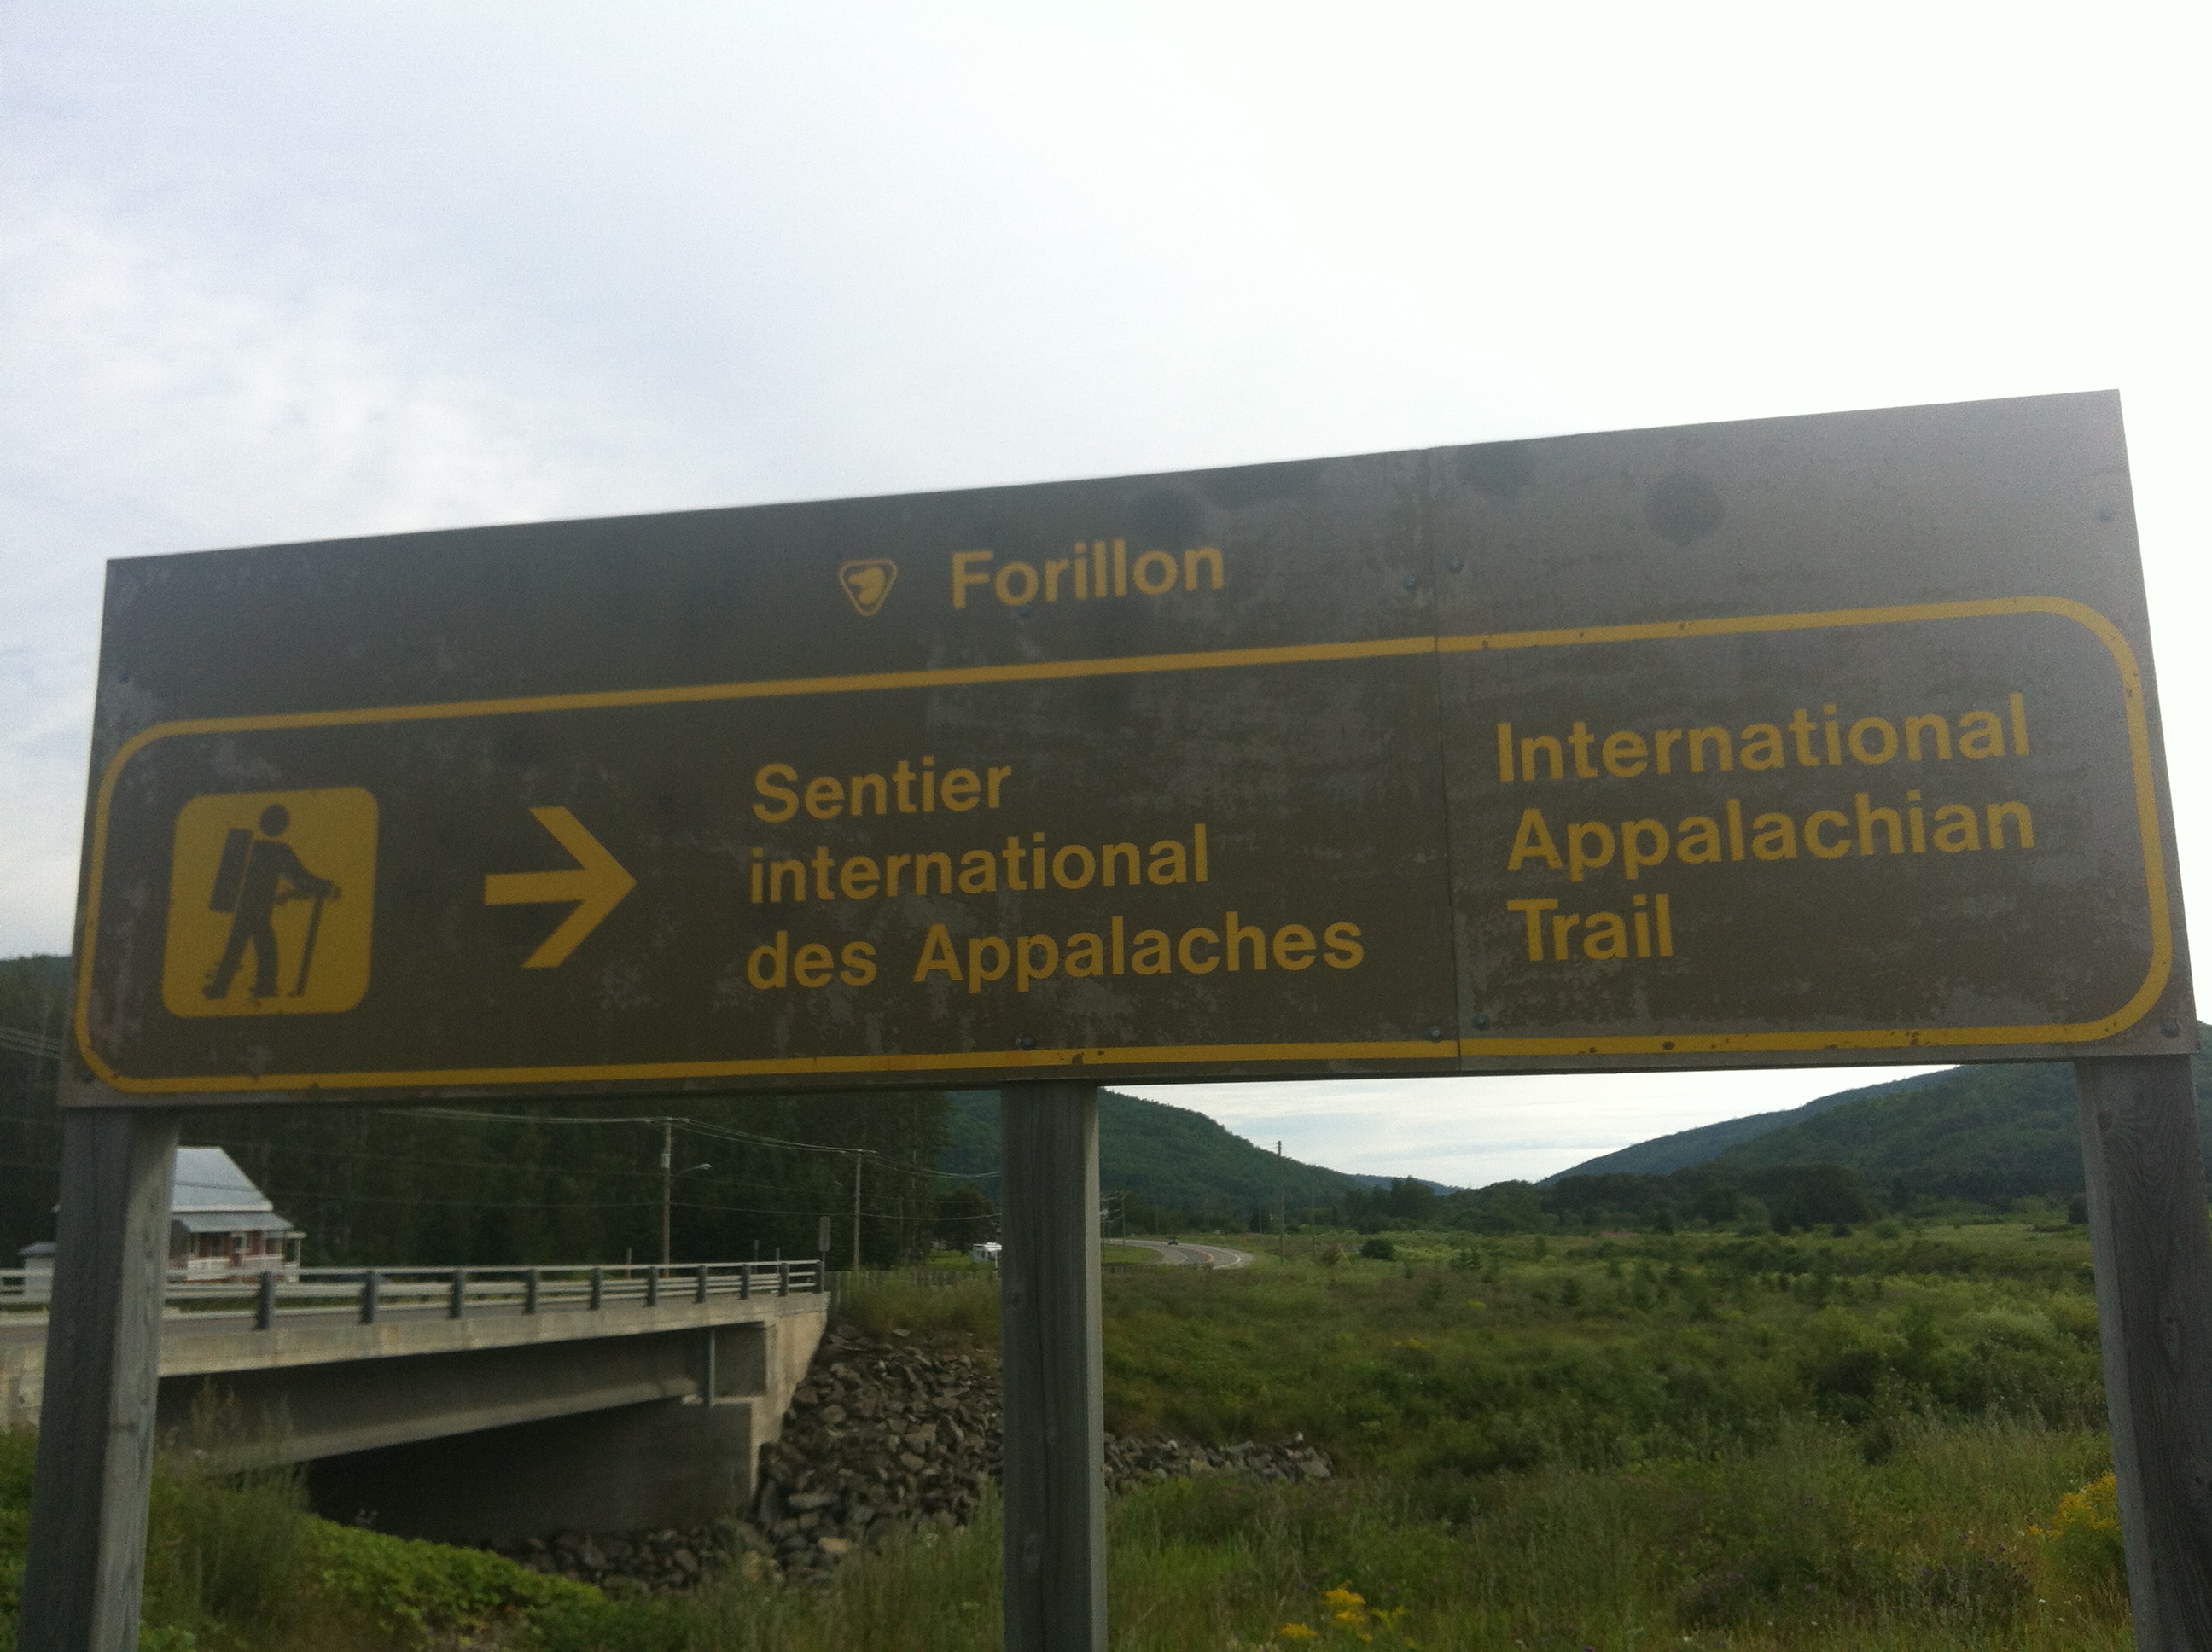 Forillon
Sentier
international
des Appalaches
International
Appalachian
Trail